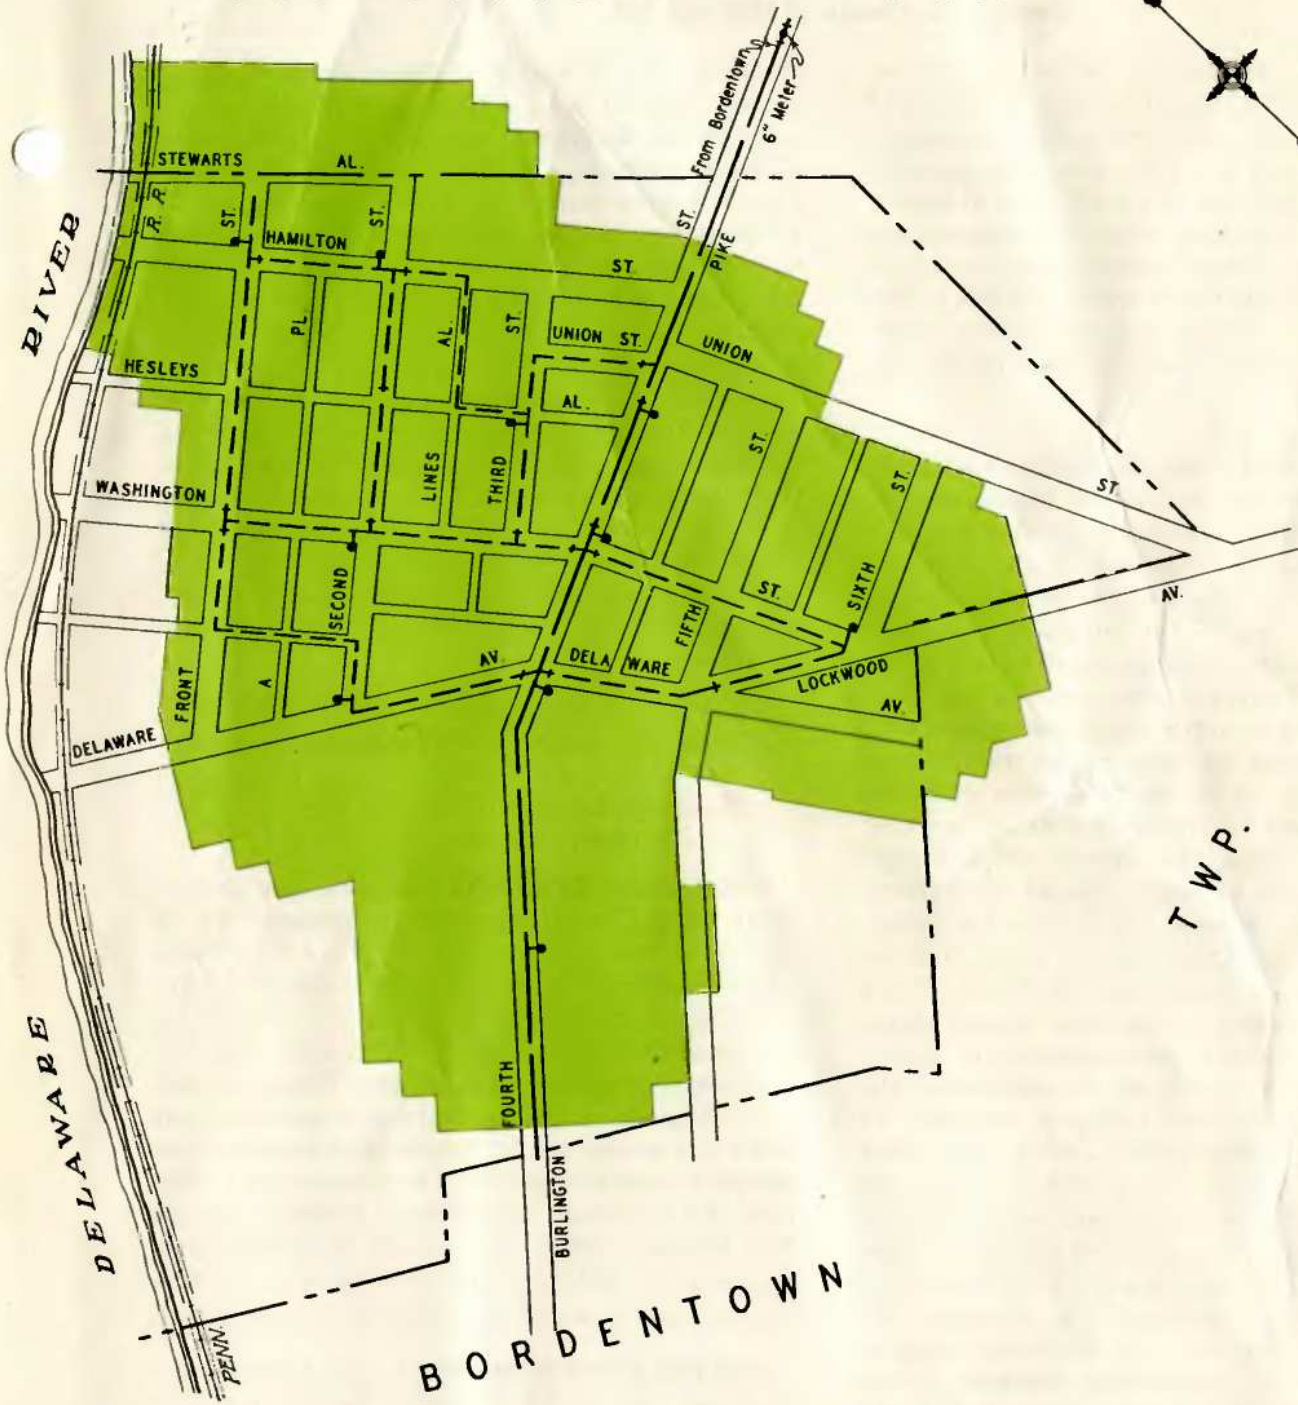 From Bordentown
6" Meter
STEWARTS AL.
R. R.
ST.
ST.
HAMILTON
ST.
ST.
PIKE
RIVER
PL.
AL.
ST.
UNION ST.
UNION
ST.
HESLEYS
AL.
ST.
ST.
WASHINGTON
LINES
THIRD
SECOND
ST.
SIXTH
AV.
FRONT
A
AV.
DELAWARE
FIFTH
LOCKWOOD
AV.
DELAWARE
TWP.
DELAWARE
FOURTH
BURLINGTON
BORDENTOWN
PENN.